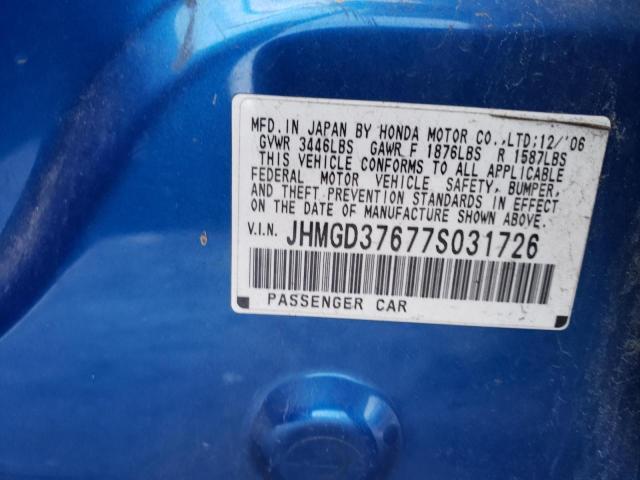 MFD. IN JAPAN BY HONDA MOTOR CO., LTD; 12/'06
GVWR 3446LBS GAWR F 1876LBS R 1587LBS
THIS VEHICLE CONFORMS TO ALL APPLICABLE
FEDERAL MOTOR VEHICLE SAFETY, BUMPER,
AND THEFT PREVENTION STANDARDS IN EFFECT
ON THE DATE OF MANUFACTURE SHOWN ABOVE.
V.I.N. JHMGD37677S031726
PASSENGER CAR